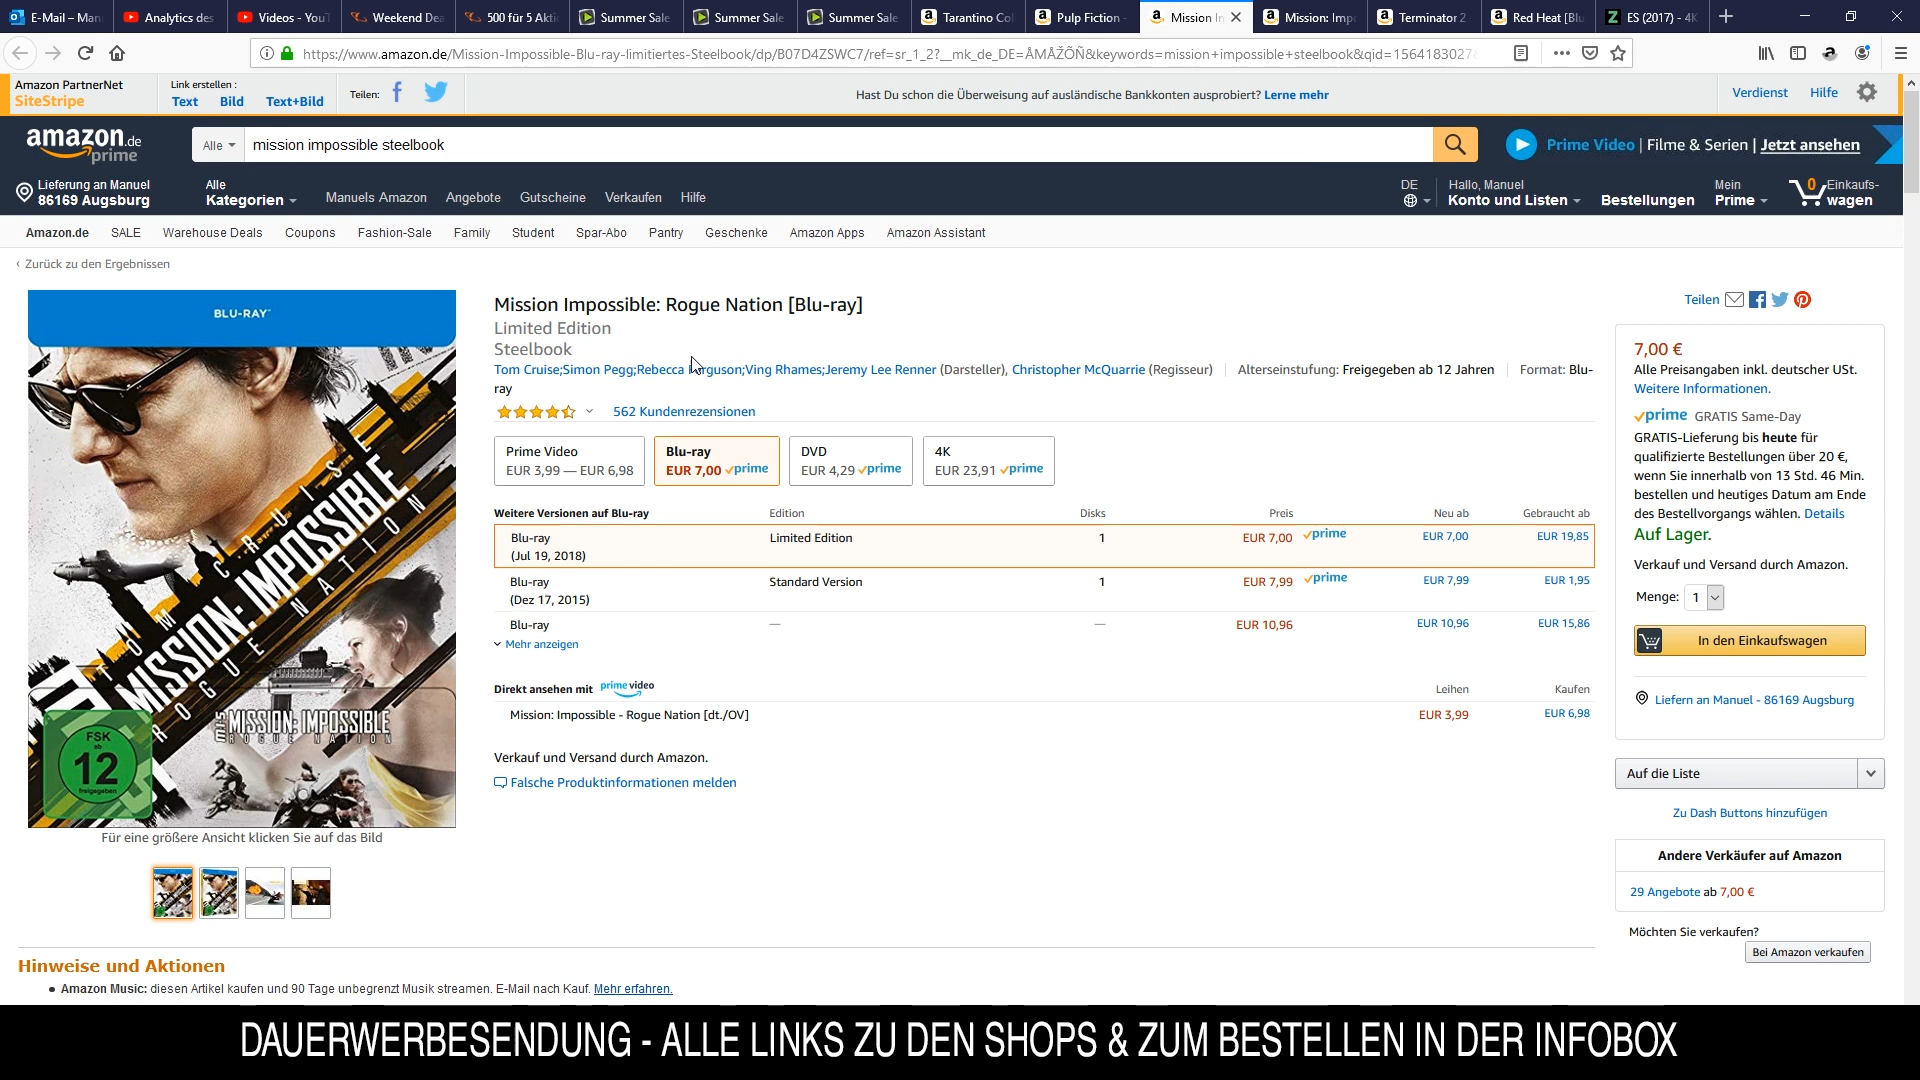 E-Mail – Man
Analytics des
Videos - YouT
Weekend Dea
500 für 5 Akti
Summer Sale
Summer Sale
Summer Sale
Tarantino Co
Pulp Fiction -
Mission Im
Mission: Imp
Terminator 2
Red Heat [Blu
ES (2017) - 4K
https://www.amazon.de/Mission-Impossible-Blu-ray-limitiertes-Steelbook/dp/B07D4ZSWC7/ref=sr_1_2?__mk_de_DE=ÅMÅŽÕÑ&keywords=mission+impossible+steelbook&qid=1564183027
Amazon PartnerNet
SiteStripe
Link erstellen :
Text Bild Text+Bild
Teilen:
Hast Du schon die Überweisung auf ausländische Bankkonten ausprobiert? Lerne mehr
Verdienst Hilfe
amazon.de
prime
Alle
mission impossible steelbook
Prime Video | Filme & Serien | Jetzt ansehen
Lieferung an Manuel
86169 Augsburg
Alle
Kategorien
Manuels Amazon Angebote Gutscheine Verkaufen Hilfe
DE
Hallo, Manuel
Konto und Listen
Bestellungen
Mein
Prime
0
Einkaufs-
wagen
Amazon.de SALE Warehouse Deals Coupons Fashion-Sale Family Student Spar-Abo Pantry Geschenke Amazon Apps Amazon Assistant
‹ Zurück zu den Ergebnissen
BLU-RAY
TOM CRUISE
MISSION: IMPOSSIBLE
ROGUE NATION
MISSION: IMPOSSIBLE
ROGUE NATION
FSK
ab
12
freigegeben
Für eine größere Ansicht klicken Sie auf das Bild
Mission Impossible: Rogue Nation [Blu-ray]
Limited Edition
Steelbook
Tom Cruise;Simon Pegg;Rebecca Ferguson;Ving Rhames;Jeremy Lee Renner (Darsteller), Christopher McQuarrie (Regisseur) Alterseinstufung: Freigegeben ab 12 Jahren Format: Blu-
ray
562 Kundenrezensionen
Prime Video
EUR 3,99 — EUR 6,98
Blu-ray
EUR 7,00 prime
DVD
EUR 4,29 prime
4K
EUR 23,91 prime
Weitere Versionen auf Blu-ray Edition Disks Preis Neu ab Gebraucht ab
Blu-ray Limited Edition 1 EUR 7,00 prime EUR 7,00 EUR 19,85
(Jul 19, 2018)
Blu-ray Standard Version 1 EUR 7,99 prime EUR 7,99 EUR 1,95
(Dez 17, 2015)
Blu-ray — — EUR 10,96 EUR 10,96 EUR 15,86
Mehr anzeigen
Direkt ansehen mit prime video Leihen Kaufen
Mission: Impossible - Rogue Nation [dt./OV] EUR 3,99 EUR 6,98
Verkauf und Versand durch Amazon.
Falsche Produktinformationen melden
Teilen
7,00 €
Alle Preisangaben inkl. deutscher USt.
Weitere Informationen.
prime GRATIS Same-Day
GRATIS-Lieferung bis heute für
qualifizierte Bestellungen über 20 €,
wenn Sie innerhalb von 13 Std. 46 Min.
bestellen und heutiges Datum am Ende
des Bestellvorgangs wählen. Details
Auf Lager.
Verkauf und Versand durch Amazon.
Menge: 1
In den Einkaufswagen
Liefern an Manuel - 86169 Augsburg
Auf die Liste
Zu Dash Buttons hinzufügen
Andere Verkäufer auf Amazon
29 Angebote ab 7,00 €
Möchten Sie verkaufen?
Bei Amazon verkaufen
Hinweise und Aktionen
• Amazon Music: diesen Artikel kaufen und 90 Tage unbegrenzt Musik streamen. E-Mail nach Kauf. Mehr erfahren.
DAUERWERBESENDUNG - ALLE LINKS ZU DEN SHOPS & ZUM BESTELLEN IN DER INFOBOX